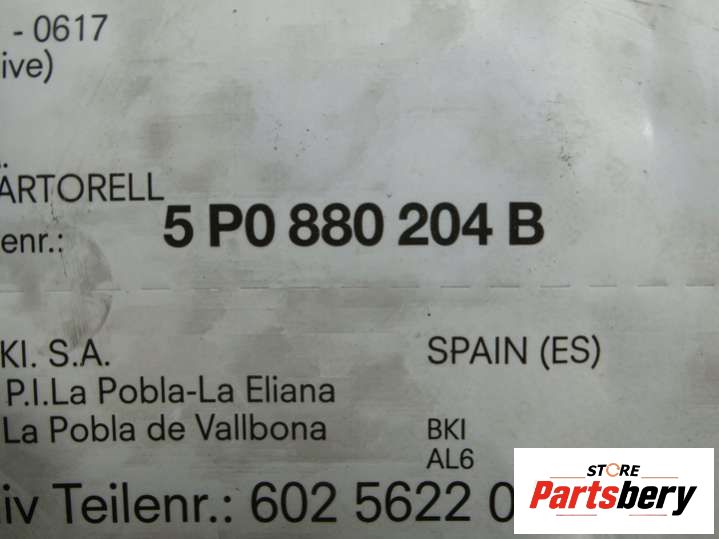 - 0617
ive)
ARTORELL
enr.: 5 P0 880 204 B
KI. S.A.
SPAIN (ES)
P.I.La Pobla-La Eliana
La Pobla de Vallbona
BKI
AL6
iv Teilenr.: 602 5622 0
STORE
Partsbery